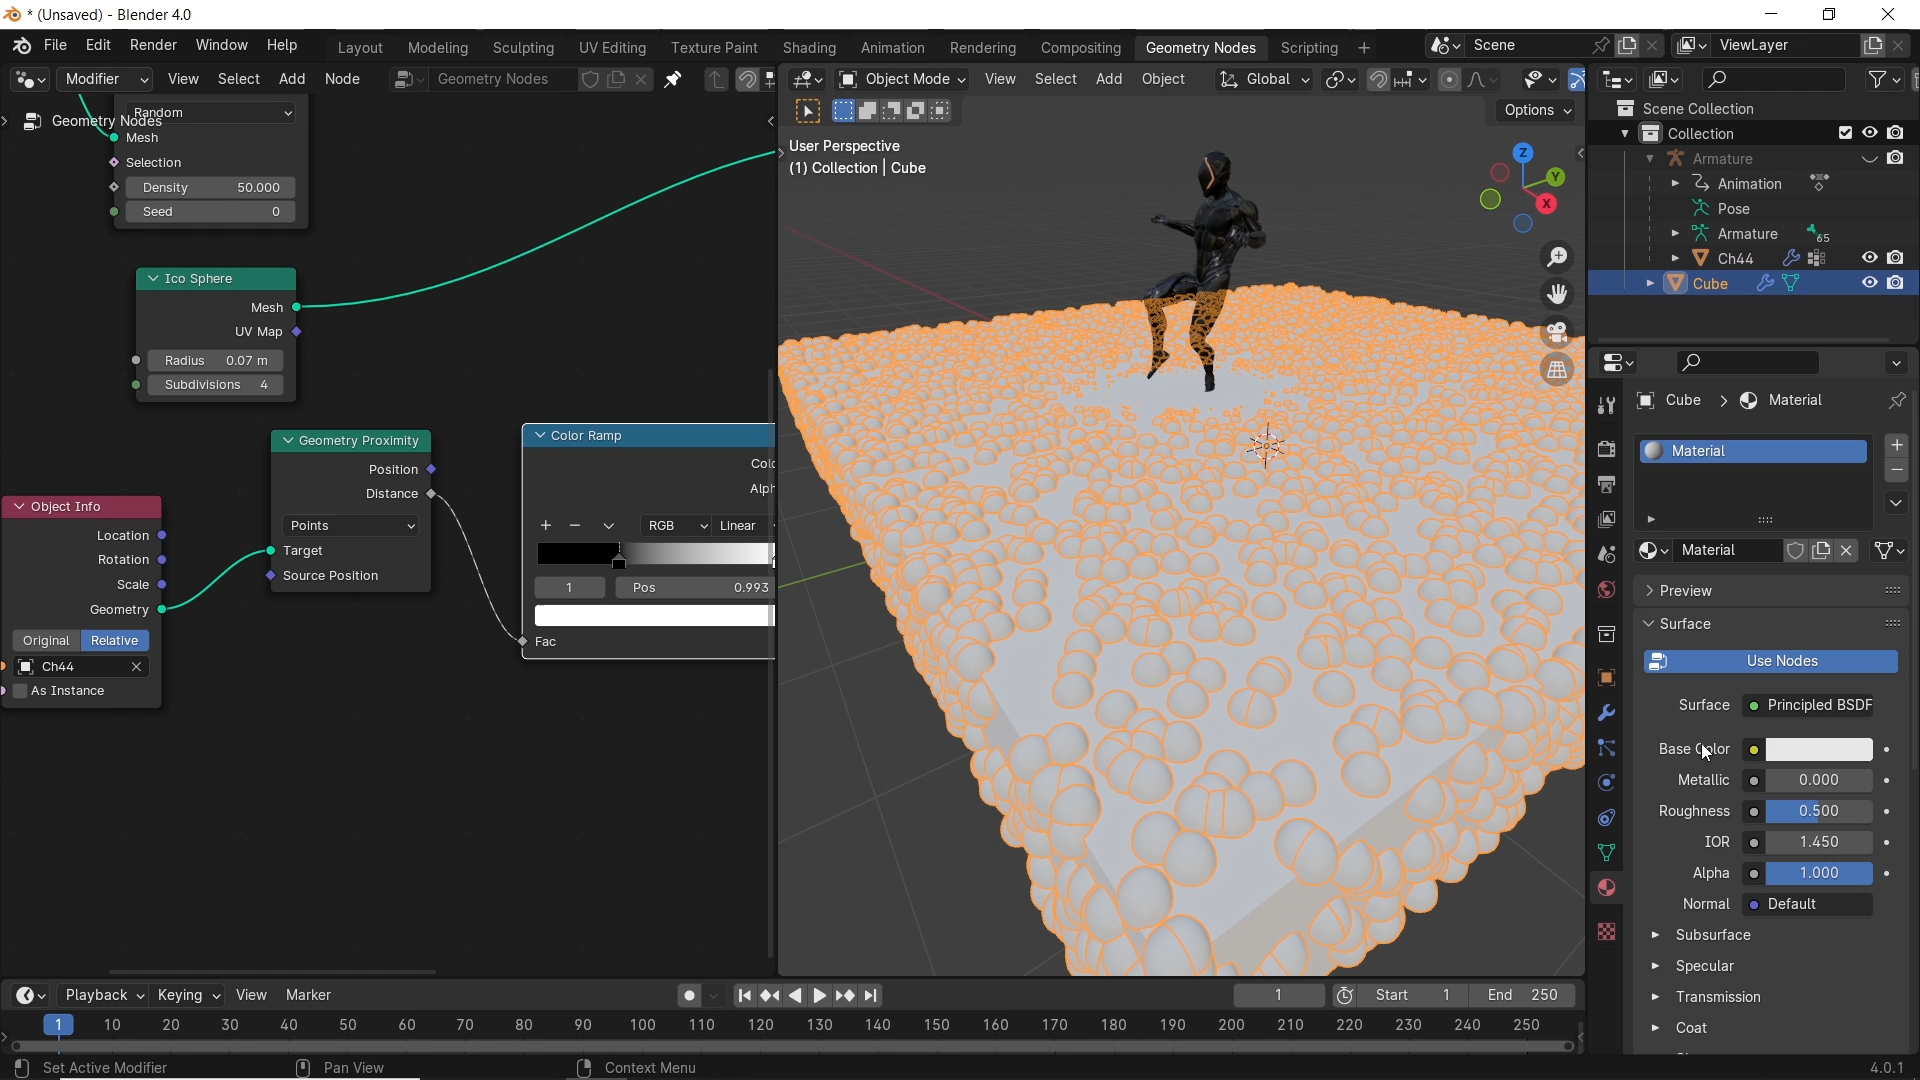 * (Unsaved) - Blender 4.0
File Edit Render Window Help
Layout Modeling Sculpting UV Editing Texture Paint Shading Animation Rendering Compositing Geometry Nodes Scripting +
Scene
ViewLayer
Modifier View Select Add Node
Geometry Nodes
Object Mode View Select Add Object
Global
Options
Geometry Nodes
Random
Mesh
Selection
Density 50.000
Seed 0
Ico Sphere
Mesh
UV Map
Radius 0.07 m
Subdivisions 4
Geometry Proximity
Position
Distance
Points
Target
Source Position
Object Info
Location
Rotation
Scale
Geometry
Original Relative
Ch44
As Instance
Color Ramp
Colo
Alph
RGB Linear
1 Pos 0.993
Fac
User Perspective
(1) Collection | Cube
Z
Y
X
Scene Collection
Collection
Armature
Animation
Pose
Armature 65
Ch44
Cube
Cube > Material
Material
Material
Preview
Surface
Use Nodes
Surface Principled BSDF
Base Color
Metallic 0.000
Roughness 0.500
IOR 1.450
Alpha 1.000
Normal Default
Subsurface
Specular
Transmission
Coat
Playback Keying View Marker
1
Start 1 End 250
1 10 20 30 40 50 60 70 80 90 100 110 120 130 140 150 160 170 180 190 200 210 220 230 240 250
Set Active Modifier Pan View Context Menu
4.0.1